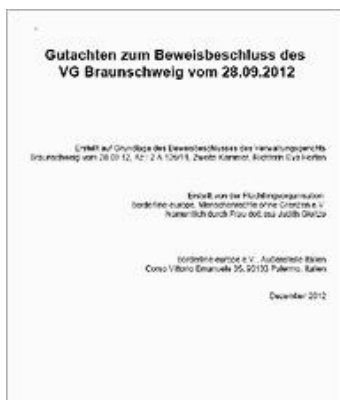 Gutachten zum Beweisbeschluss des
VG Braunschweig vom 28.09.2012
Erstellt auf Grundlage des Beweisbeschlusses des Verwaltungsgerichts
Braunschweig vom 28.09.12, Az.: 2 A 126/11, Zweite Kammer, Richterin Eva
Erstellt von der Flüchtlingsorganisation
borderline-europe, Menschenrechte ohne Grenzen e.V.
Namentlich durch Frau dott.ssa Judith Gleitze
borderline-europe e.V., Außenstelle Italien
Corso Vittorio Emanuele 35, 90133 Palermo, Italien
Dezember 2012